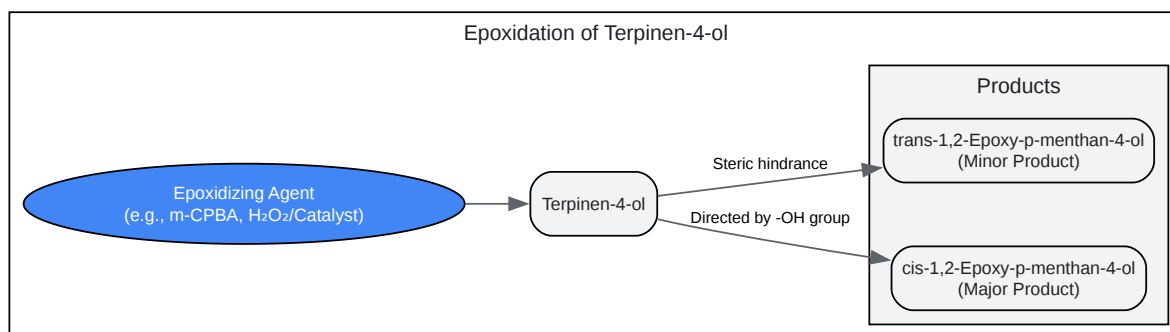 Epoxidation of Terpinen-4-ol
Products
trans-1,2-Epoxy-p-menthan-4-ol
(Minor Product)
Steric hindrance
Epoxidizing Agent
(e.g., m-CPBA, H₂O₂/Catalyst)
Terpinen-4-ol
Directed by -OH group
cis-1,2-Epoxy-p-menthan-4-ol
(Major Product)